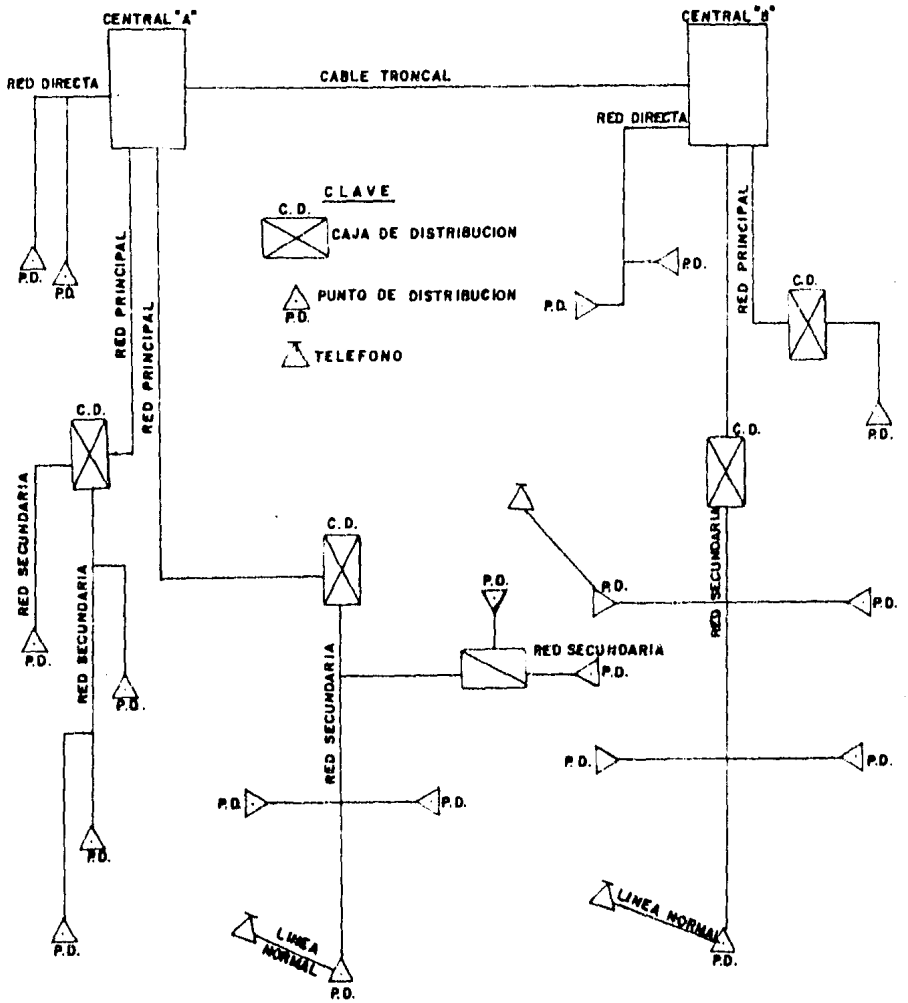 CENTRAL "A"
CENTRAL "B"
RED DIRECTA
CABLE TRONCAL
RED DIRECTA
CLAVE
C.D.
CAJA DE DISTRIBUCION
PUNTO DE DISTRIBUCION
P.D.
TELEFONO
P.D.
P.D.
RED PRINCIPAL
RED PRINCIPAL
P.D.
P.D.
RED PRINCIPAL
C.D.
P.D.
C.D.
RED SECUNDARIA
RED SECUNDARIA
P.D.
P.D.
P.D.
P.D.
C.D.
RED SECUNDARIA
P.D.
RED SECUNDARIA
P.D.
P.D.
P.D.
LINEA
NORMAL
P.D.
C.D.
RED SECUNDARIA
P.D.
P.D.
P.D.
P.D.
LINEA NORMAL
P.D.